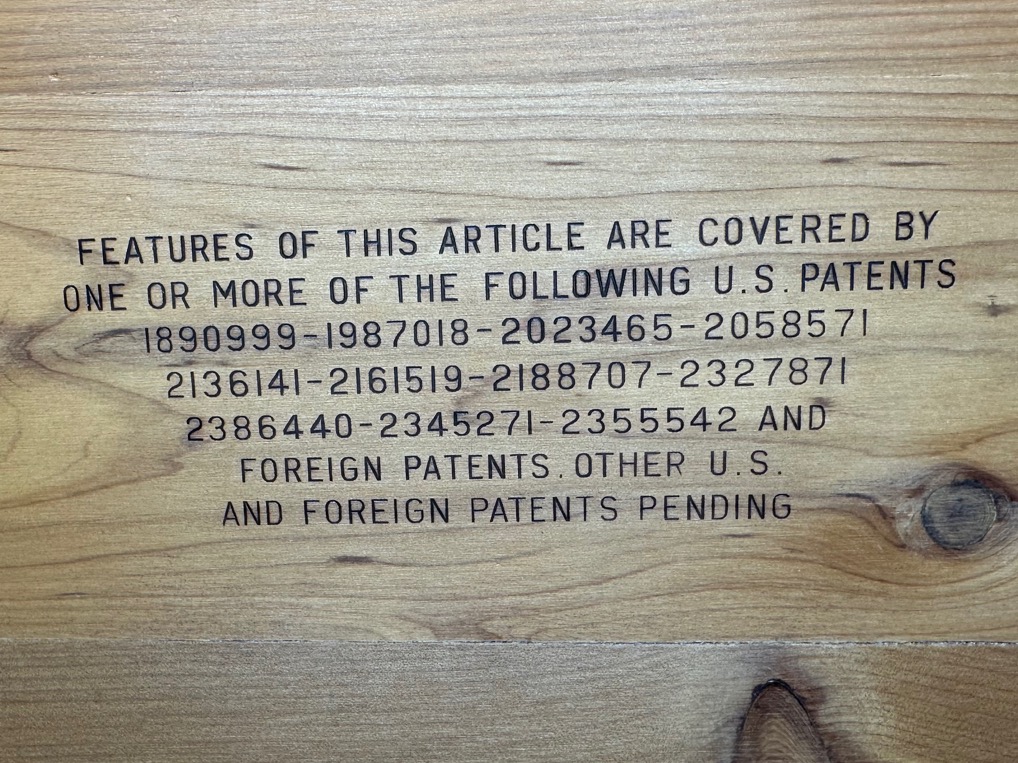 FEATURES OF THIS ARTICLE ARE COVERED BY
ONE OR MORE OF THE FOLLOWING U.S. PATENTS
1890999-1987018-2023465-2058571
2136141-2161519-2188707-2327871
2386440-2345271-2355542 AND
FOREIGN PATENTS. OTHER U.S.
AND FOREIGN PATENTS PENDING